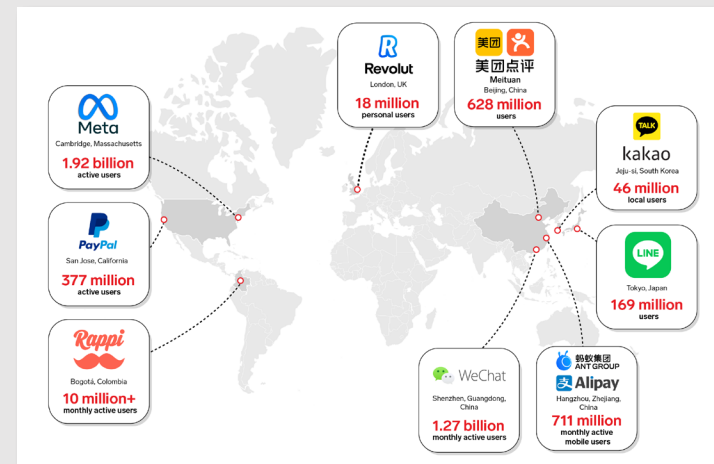 Meta
Cambridge, Massachusetts
1.92 billion
active users
PayPal
San Jose, California
377 million
active users
Rappi
Bogotá, Colombia
10 million+
monthly active users
Revolut
London, UK
18 million
personal users
美团
美团点评
Meituan
Beijing, China
628 million
users
TALK
kakao
Jeju-si, South Korea
46 million
local users
LINE
Tokyo, Japan
169 million
users
WeChat
Shenzhen, Guangdong,
China
1.27 billion
monthly active users
蚂蚁集团
ANT GROUP
支 Alipay
Hangzhou, Zhejiang,
China
711 million
monthly active
mobile users